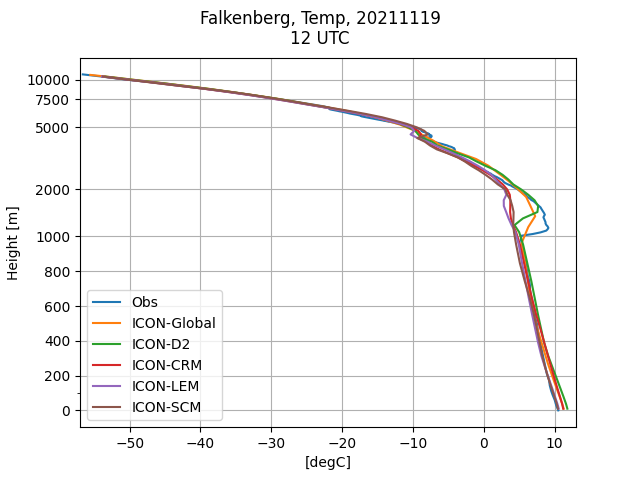 Falkenberg, Temp, 20211119
12 UTC
10000
7500
5000
2000
1000
800
600
400
200
0
Height [m]
Obs
ICON-Global
ICON-D2
ICON-CRM
ICON-LEM
ICON-SCM
−50 −40 −30 −20 −10 0 10
[degC]